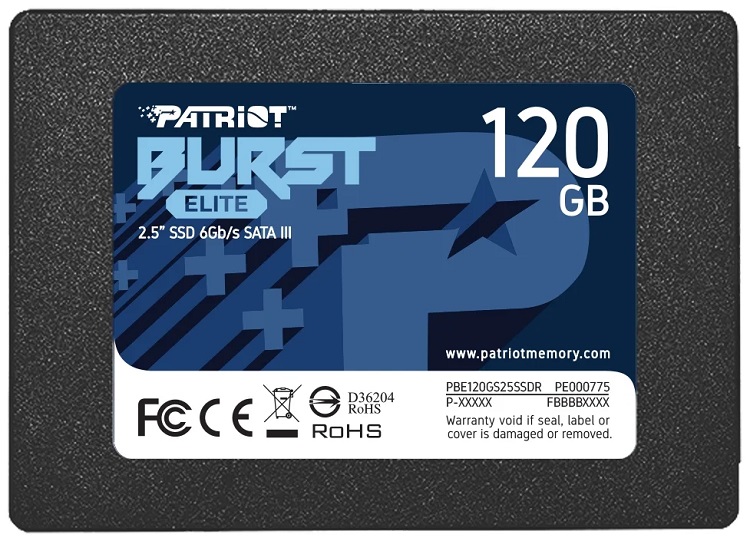 PATRIOT™
BURST
ELITE
2.5” SSD 6Gb/s SATA III
120
GB
www.patriotmemory.com
FC CE
D36204
RoHS
RoHS
PBE120GS25SSDR PE000775
P-XXXXX FBBBBXXXX
Warranty void if seal, label or
cover is damaged or removed.